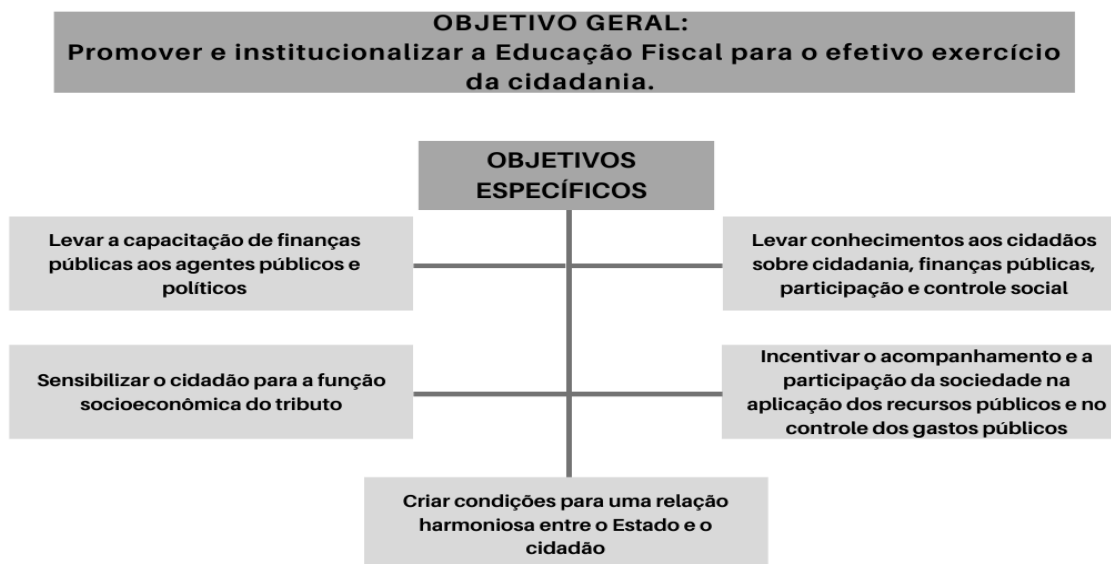 OBJETIVO GERAL:
Promover e institucionalizar a Educação Fiscal para o efetivo exercício
da cidadania.
OBJETIVOS
ESPECÍFICOS
Levar a capacitação de finanças
públicas aos agentes públicos e
políticos
Levar conhecimentos aos cidadãos
sobre cidadania, finanças públicas,
participação e controle social
Sensibilizar o cidadão para a função
socioeconômica do tributo
Incentivar o acompanhamento e a
participação da sociedade na
aplicação dos recursos públicos e no
controle dos gastos públicos
Criar condições para uma relação
harmoniosa entre o Estado e o
cidadão